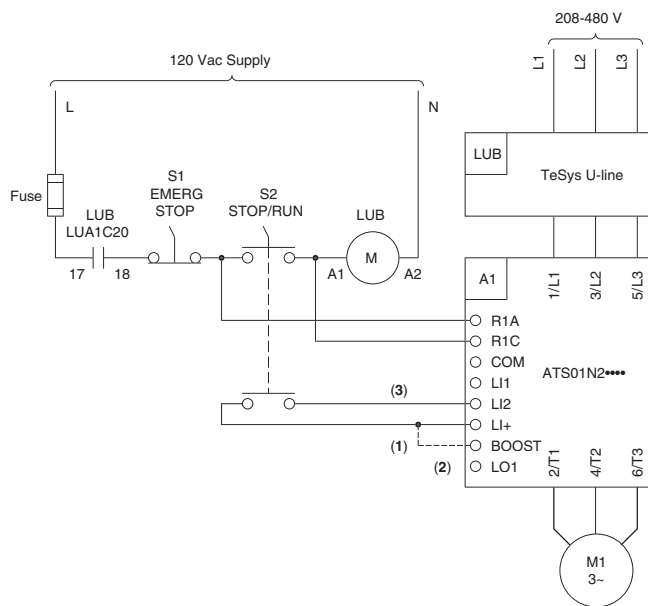 208-480 V
L1
L2
L3
120 Vac Supply
L
N
LUB
TeSys U-line
Fuse
S1
EMERG
STOP
S2
STOP/RUN
LUB
LUA1C20
LUB
M
17
18
A1
A2
A1
1/L1
3/L2
5/L3
R1A
R1C
COM
ATS01N2••••
LI1
(3)
LI2
LI+
(1)
BOOST
(2)
LO1
2/T1
4/T2
6/T3
M1
3~